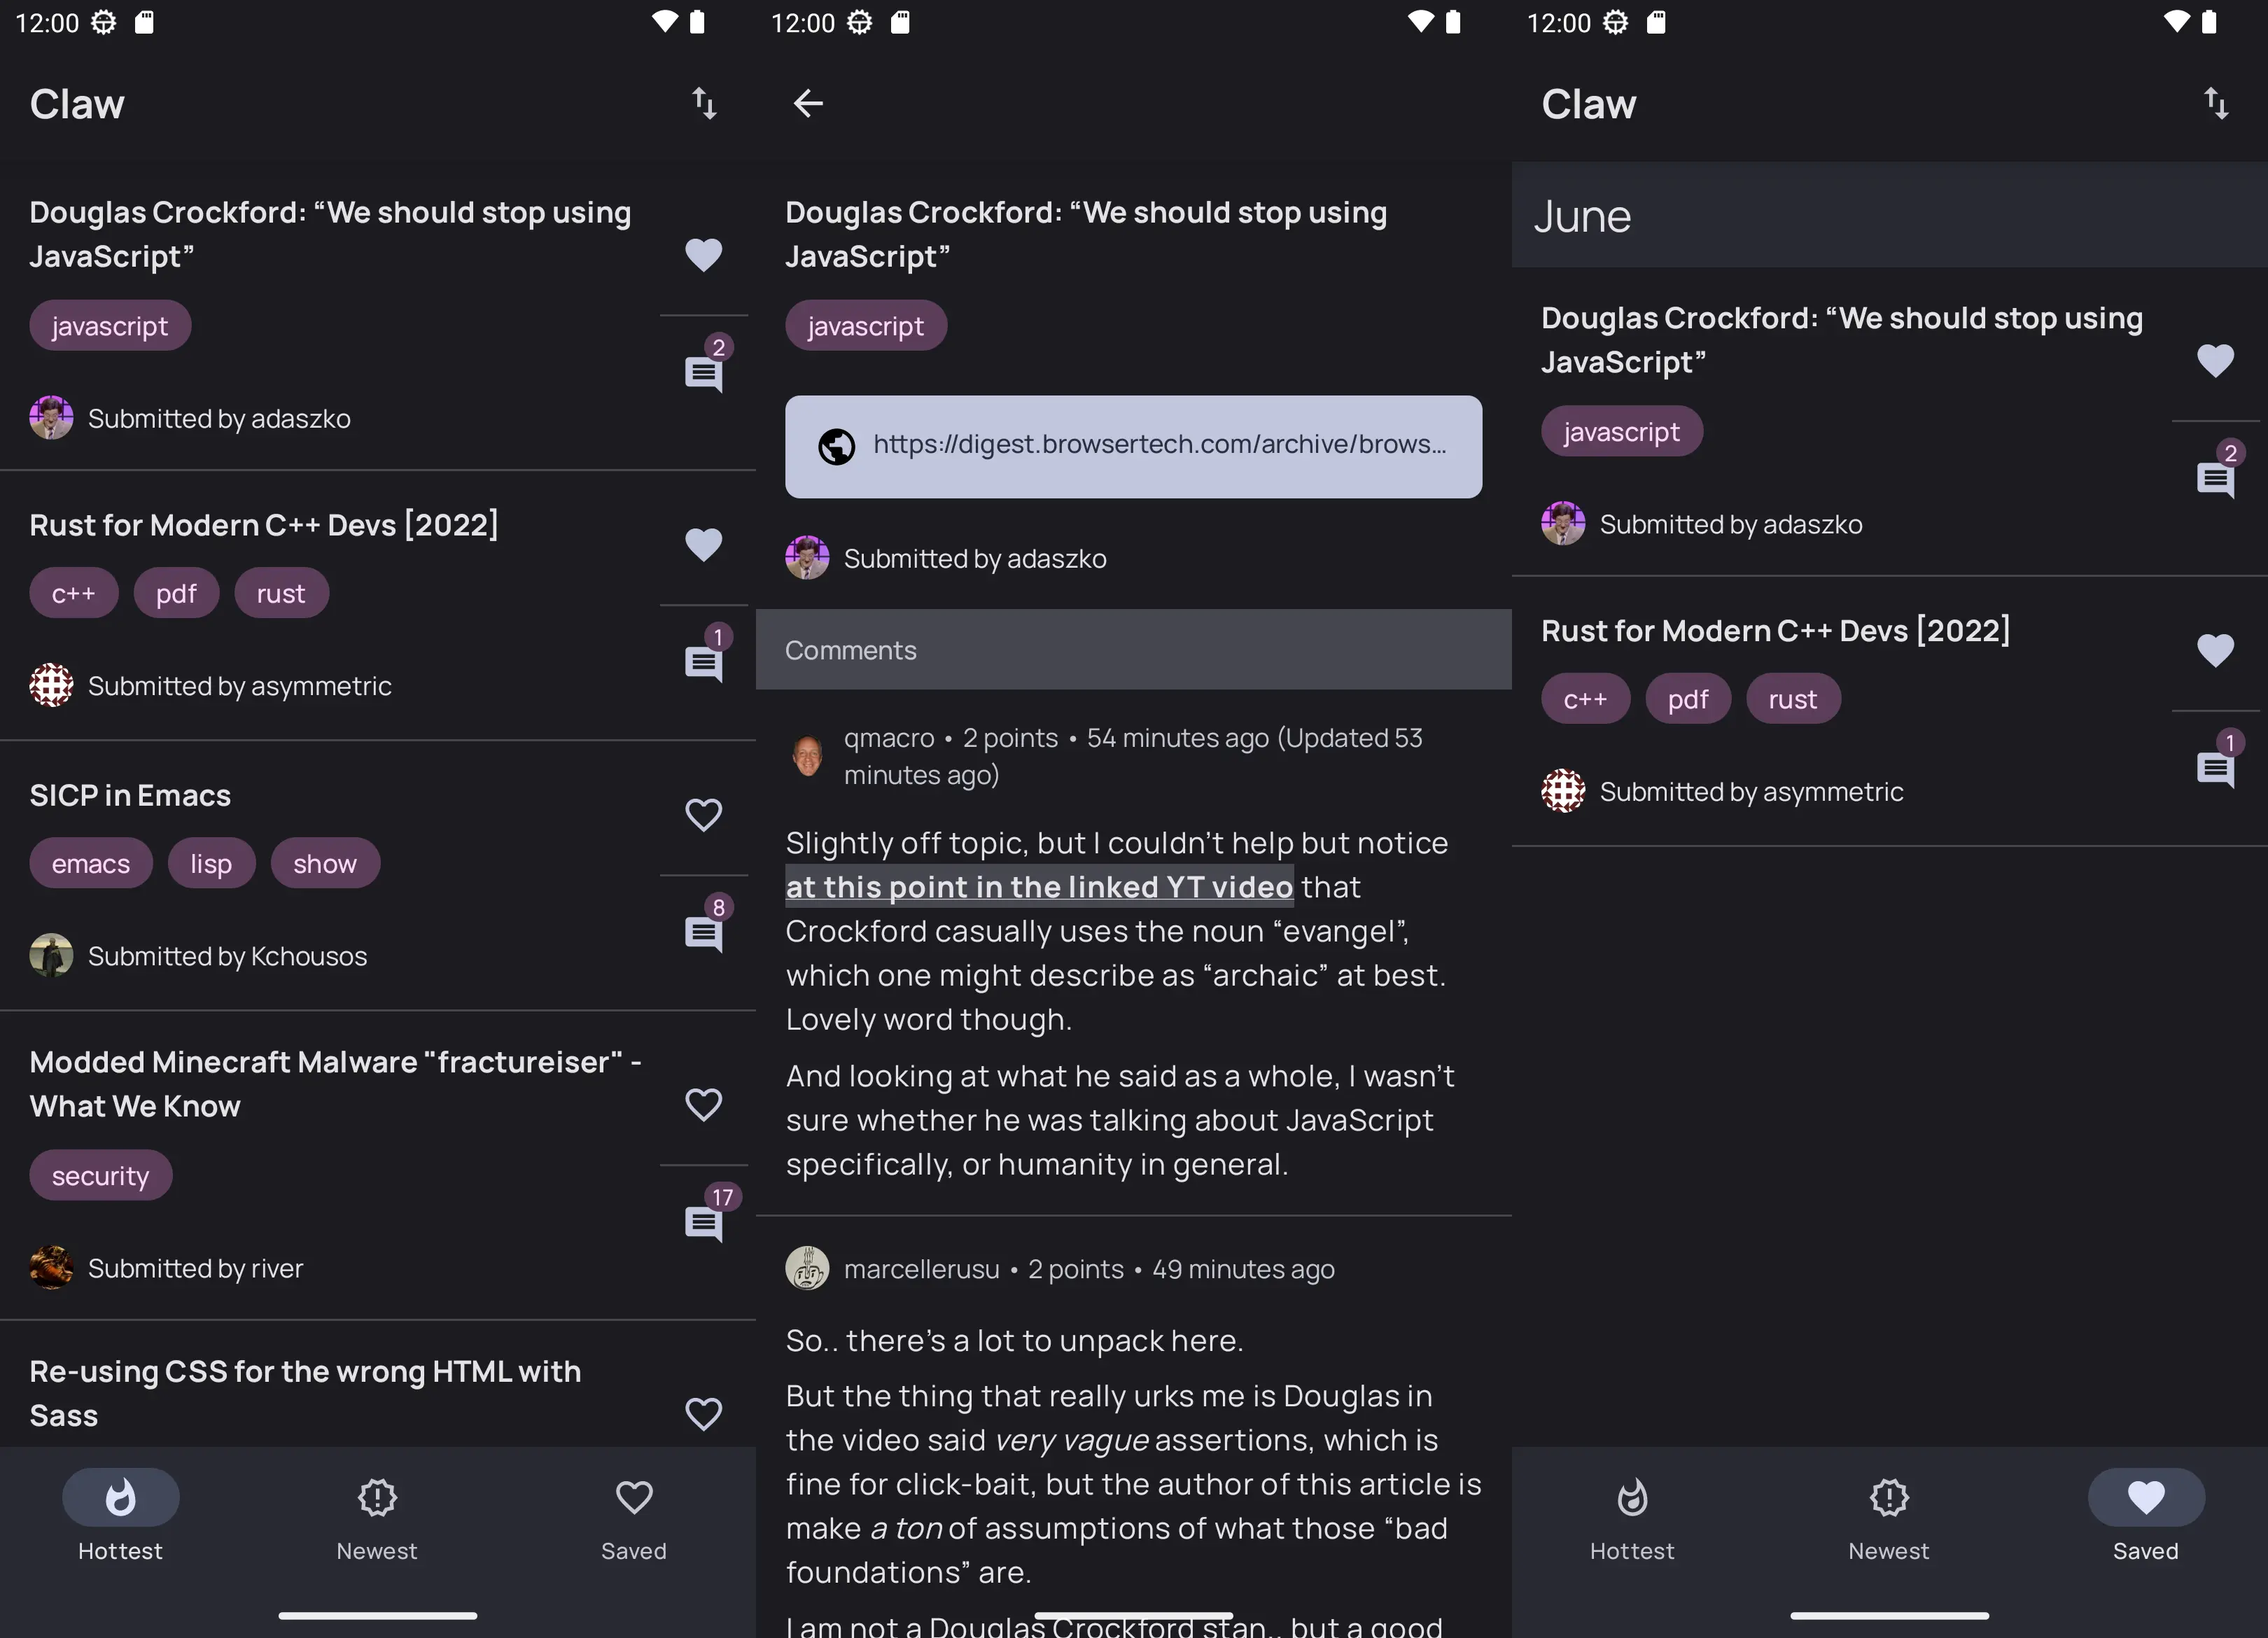 12:00
Claw
Douglas Crockford: “We should stop using
JavaScript”
javascript
2
Submitted by adaszko
Rust for Modern C++ Devs [2022]
c++ pdf rust
1
Submitted by asymmetric
SICP in Emacs
emacs lisp show
8
Submitted by Kchousos
Modded Minecraft Malware "fractureiser" -
What We Know
security
17
Submitted by river
Re-using CSS for the wrong HTML with
Sass
Hottest Newest Saved
12:00
Douglas Crockford: “We should stop using
JavaScript”
javascript
https://digest.browsertech.com/archive/brows…
Submitted by adaszko
Comments
qmacro • 2 points • 54 minutes ago (Updated 53
minutes ago)
Slightly off topic, but I couldn’t help but notice
at this point in the linked YT video that
Crockford casually uses the noun “evangel”,
which one might describe as “archaic” at best.
Lovely word though.
And looking at what he said as a whole, I wasn’t
sure whether he was talking about JavaScript
specifically, or humanity in general.
marcellerusu • 2 points • 49 minutes ago
So.. there’s a lot to unpack here.
But the thing that really urks me is Douglas in
the video said very vague assertions, which is
fine for click-bait, but the author of this article is
make a ton of assumptions of what those “bad
foundations” are.
I am not a Douglas Crockford stan.. but a good
12:00
Claw
June
Douglas Crockford: “We should stop using
JavaScript”
javascript
2
Submitted by adaszko
Rust for Modern C++ Devs [2022]
c++ pdf rust
1
Submitted by asymmetric
Hottest Newest Saved